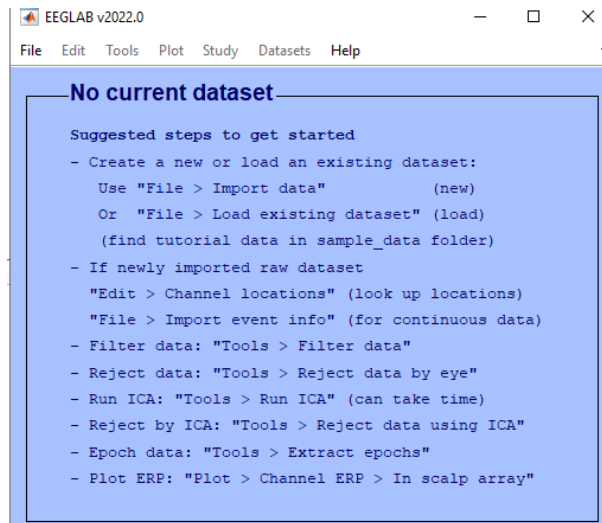 EEGLAB v2022.0
File Edit Tools Plot Study Datasets Help
No current dataset
Suggested steps to get started
- Create a new or load an existing dataset:
Use "File > Import data" (new)
Or "File > Load existing dataset" (load)
(find tutorial data in sample_data folder)
- If newly imported raw dataset
"Edit > Channel locations" (look up locations)
"File > Import event info" (for continuous data)
- Filter data: "Tools > Filter data"
- Reject data: "Tools > Reject data by eye"
- Run ICA: "Tools > Run ICA" (can take time)
- Reject by ICA: "Tools > Reject data using ICA"
- Epoch data: "Tools > Extract epochs"
- Plot ERP: "Plot > Channel ERP > In scalp array"